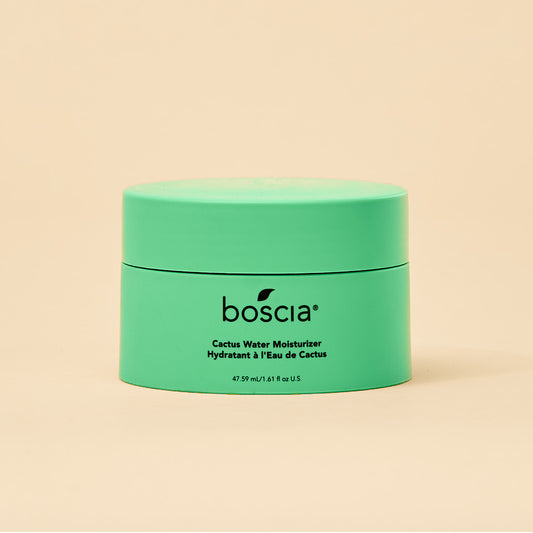 boscia®
Cactus Water Moisturizer
Hydratant à l'Eau de Cactus
47.59 mL/1.61 fl oz U.S.